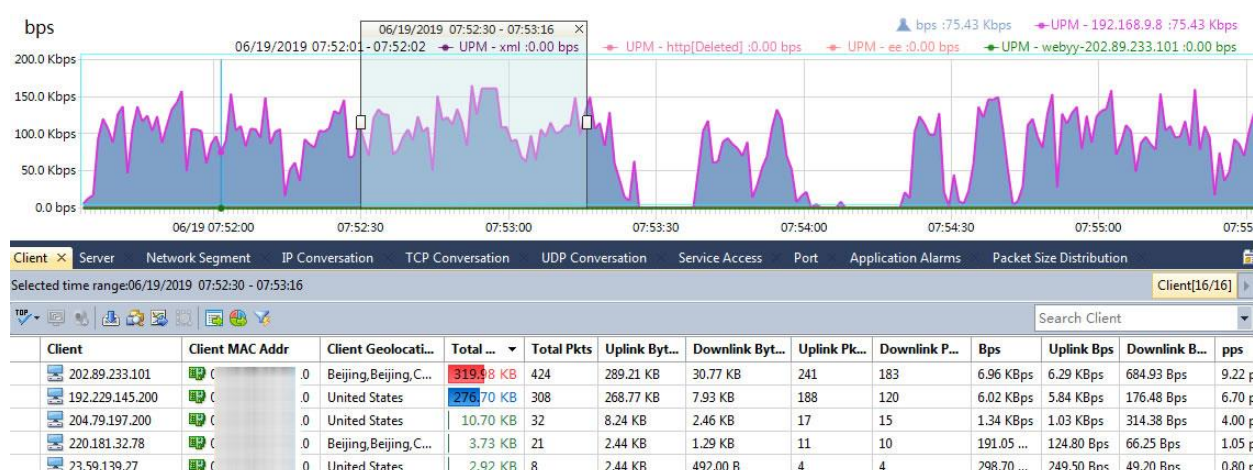 bps
06/19/2019 07:52:30 - 07:53:16 ×
bps :75.43 Kbps UPM - 192.168.9.8 :75.43 Kbps
06/19/2019 07:52:01 - 07:52:02 UPM - xml :0.00 bps UPM - http[Deleted] :0.00 bps UPM - ee :0.00 bps UPM - webyy-202.89.233.101 :0.00 bps
200.0 Kbps
150.0 Kbps
100.0 Kbps
50.0 Kbps
0.0 bps
06/19 07:52:00 07:52:30 07:53:00 07:53:30 07:54:00 07:54:30 07:55:00 07:55
Client × Server Network Segment IP Conversation TCP Conversation UDP Conversation Service Access Port Application Alarms Packet Size Distribution
Selected time range:06/19/2019 07:52:30 - 07:53:16 Client[16/16]
TOP Search Client
Client Client MAC Addr Client Geolocati... Total ... Total Pkts Uplink Byt... Downlink Byt... Uplink Pk... Downlink P... Bps Uplink Bps Downlink B... pps
202.89.233.101 0 .0 Beijing,Beijing,C... 319.98 KB 424 289.21 KB 30.77 KB 241 183 6.96 KBps 6.29 KBps 684.93 Bps 9.22 p
192.229.145.200 0 .0 United States 276.70 KB 308 268.77 KB 7.93 KB 188 120 6.02 KBps 5.84 KBps 176.48 Bps 6.70 p
204.79.197.200 0 .0 United States 10.70 KB 32 8.24 KB 2.46 KB 17 15 1.34 KBps 1.03 KBps 314.38 Bps 4.00 p
220.181.32.78 0 .0 Beijing,Beijing,C... 3.73 KB 21 2.44 KB 1.29 KB 11 10 191.05 ... 124.80 Bps 66.25 Bps 1.05 p
23.59.139.27 0 .0 United States 2.92 KB 8 2.44 KB 492.00 B 4 4 298.70 ... 249.50 Bps 49.20 Bps 0.80 p